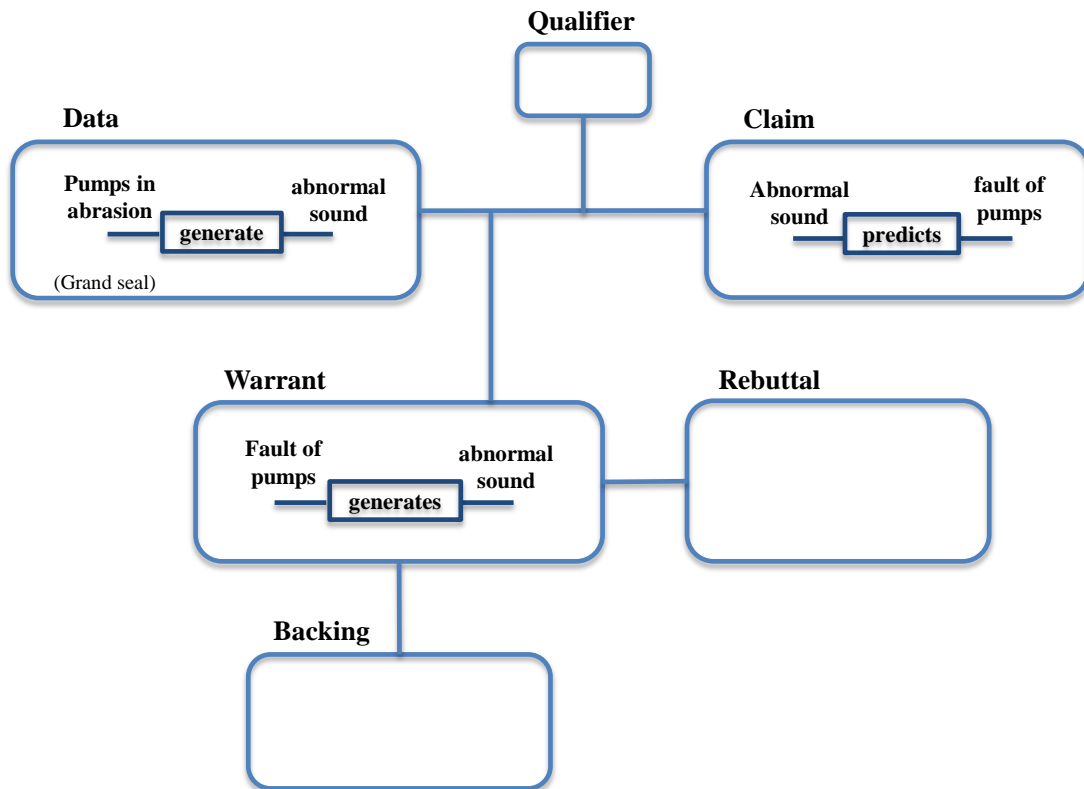 Qualifier
Data
Claim
Pumps in
abrasion
abnormal
sound
generate
(Grand seal)
Abnormal
sound
fault of
pumps
predicts
Warrant
Rebuttal
Fault of
pumps
abnormal
sound
generates
Backing